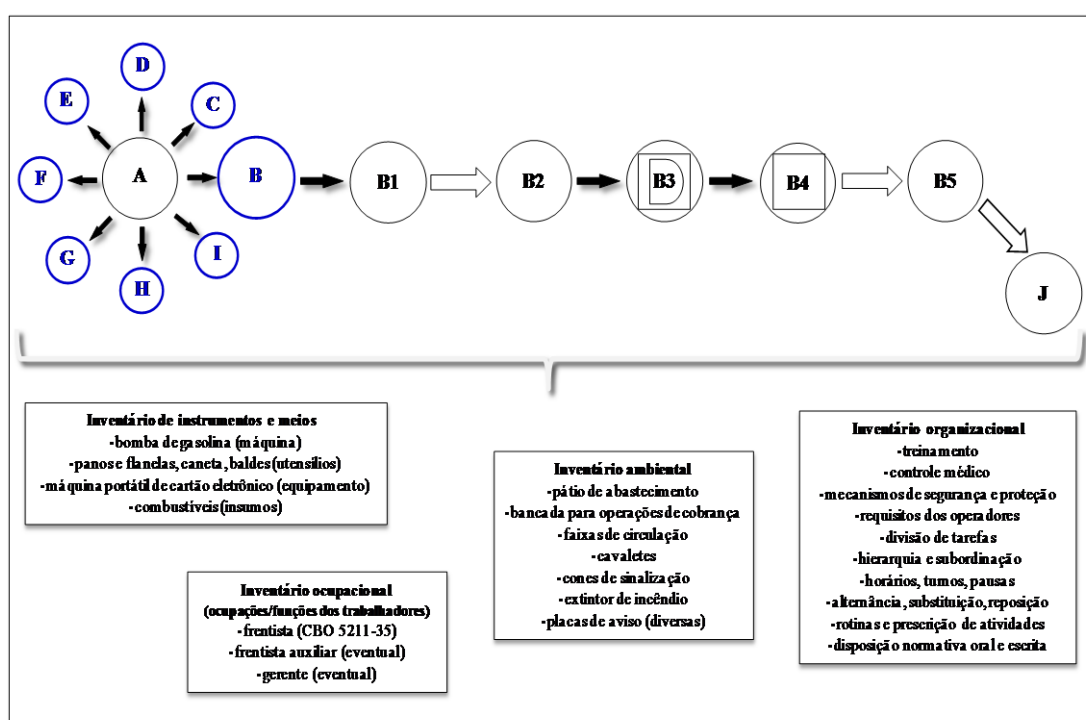 D
E
C
F
A
B
B1
B2
B3
D
B4
B5
G
I
H
J
Inventário de instrumentos e meios
-bomba de gasolina (máquina)
-panos e flanelas, caneta, baldes (utensílios)
-máquina portátil de cartão eletrônico (equipamento)
-combustíveis (insumos)
Inventário ocupacional
(ocupações/funções dos trabalhadores)
-frentista (CBO 5211-35)
-frentista auxiliar (eventual)
-gerente (eventual)
Inventário ambiental
-pátio de abastecimento
-bancada para operações de cobrança
-faixas de circulação
-cavaletes
-cones de sinalização
-extintor de incêndio
-placas de aviso (diversas)
Inventário organizacional
-treinamento
-controle médico
-mecanismos de segurança e proteção
-requisitos dos operadores
-divisão de tarefas
-hierarquia e subordinação
-horários, turnos, pausas
-alternância, substituição, reposição
-rotinas e prescrição de atividades
-disposição normativa oral e escrita